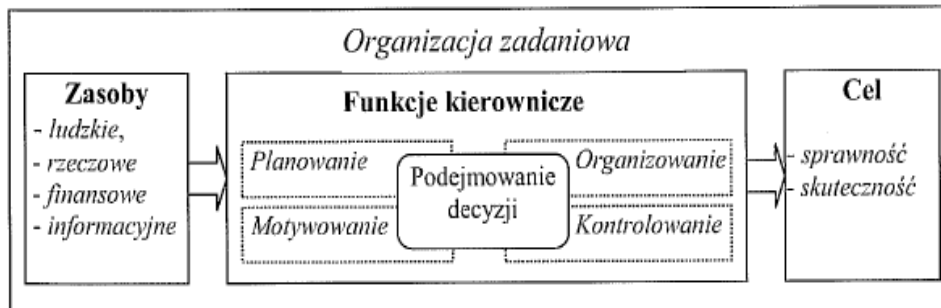 Organizacja zadaniowa
Zasoby
- ludzkie,
- rzeczowe
- finansowe
- informacyjne
Funkcje kierownicze
Planowanie
Organizowanie
Podejmowanie
decyzji
Motywowanie
Kontrolowanie
Cel
- sprawność
- skuteczność